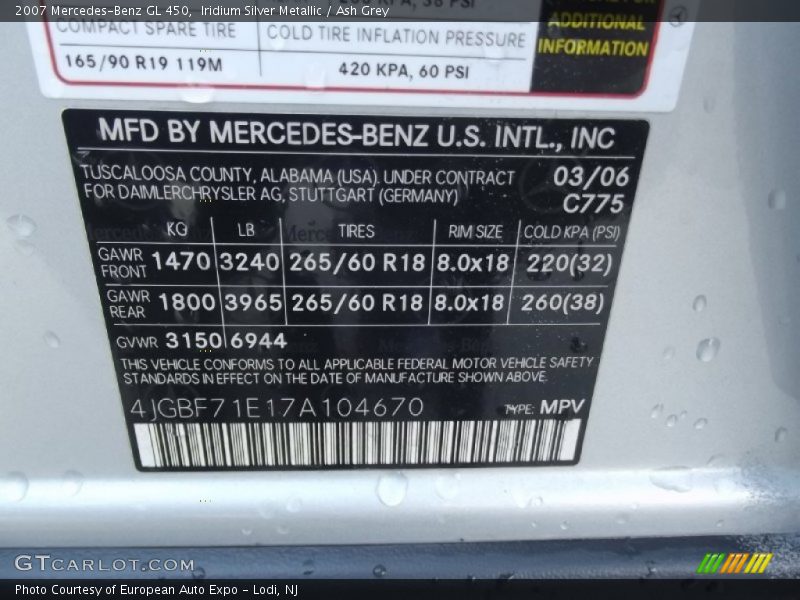 2007 Mercedes-Benz GL 450, Iridium Silver Metallic / Ash Grey
COMPACT SPARE TIRE COLD TIRE INFLATION PRESSURE
165/90 R19 119M 420 KPA, 60 PSI
ADDITIONAL
INFORMATION
MFD BY MERCEDES-BENZ U.S. INTL., INC
TUSCALOOSA COUNTY, ALABAMA (USA) UNDER CONTRACT 03/06
FOR DAIMLERCHRYSLER AG, STUTTGART (GERMANY) C775
KG LB TIRES RIM SIZE COLD KPA (PSI)
GAWR FRONT 1470 3240 265/60 R18 8.0x18 220(32)
GAWR REAR 1800 3965 265/60 R18 8.0x18 260(38)
GVWR 3150 6944
THIS VEHICLE CONFORMS TO ALL APPLICABLE FEDERAL MOTOR VEHICLE SAFETY
STANDARDS IN EFFECT ON THE DATE OF MANUFACTURE SHOWN ABOVE.
4JGBF71E17A104670 TYPE: MPV
GTCARLOT.COM
Photo Courtesy of European Auto Expo - Lodi, NJ